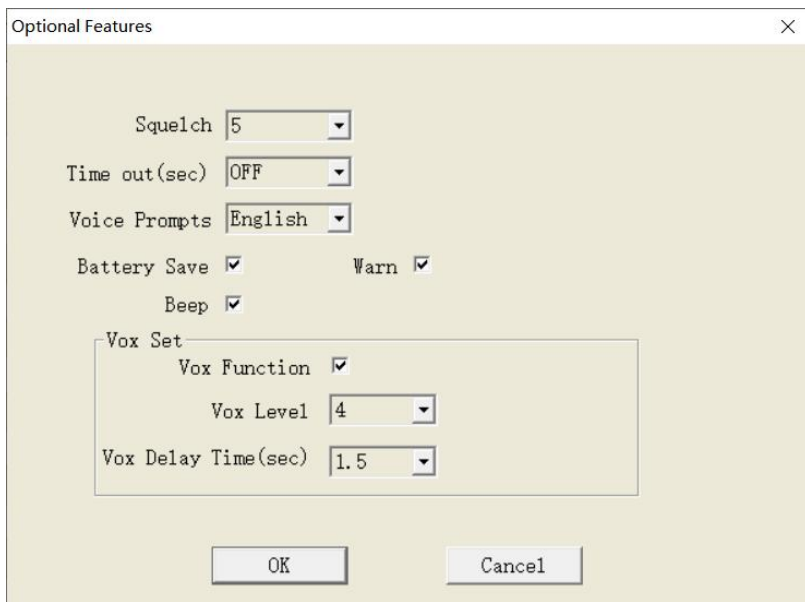 Optional Features
Squelch 5
Time out(sec) OFF
Voice Prompts English
Battery Save Warn
Beep
Vox Set
Vox Function
Vox Level 4
Vox Delay Time(sec) 1.5
OK Cancel